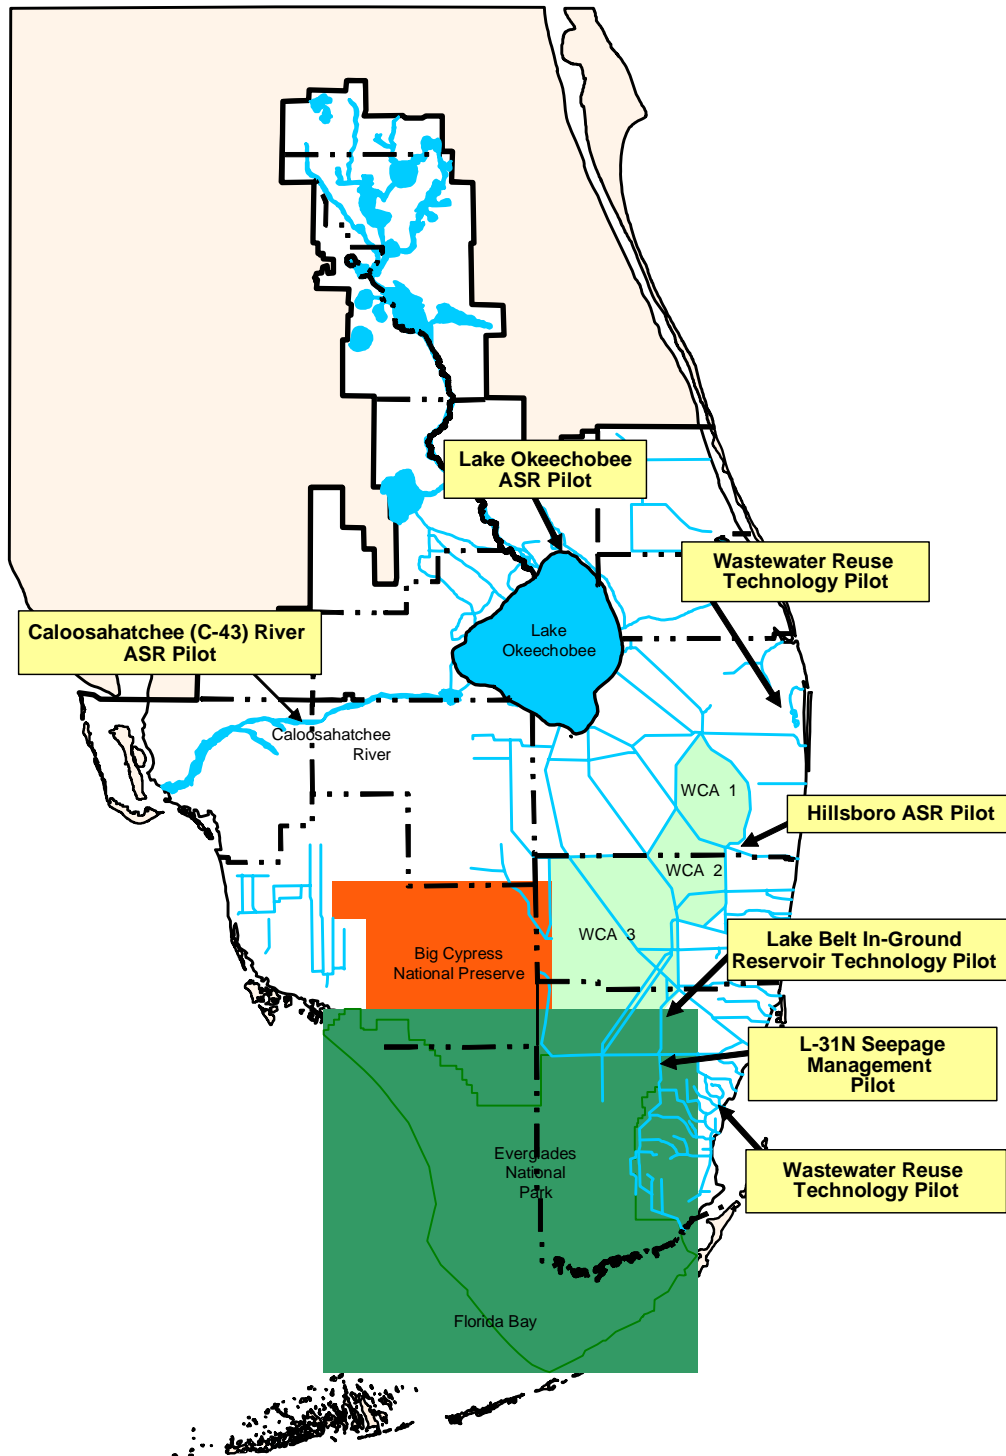 Lake Okeechobee
ASR Pilot
Wastewater Reuse
Technology Pilot
Caloosahatchee (C-43) River
ASR Pilot
Lake
Okeechobee
Caloosahatchee
River
WCA 1
Hillsboro ASR Pilot
WCA 2
WCA 3
Lake Belt In-Ground
Reservoir Technology Pilot
Big Cypress
National Preserve
L-31N Seepage
Management
Pilot
Everglades
National
Park
Wastewater Reuse
Technology Pilot
Florida Bay